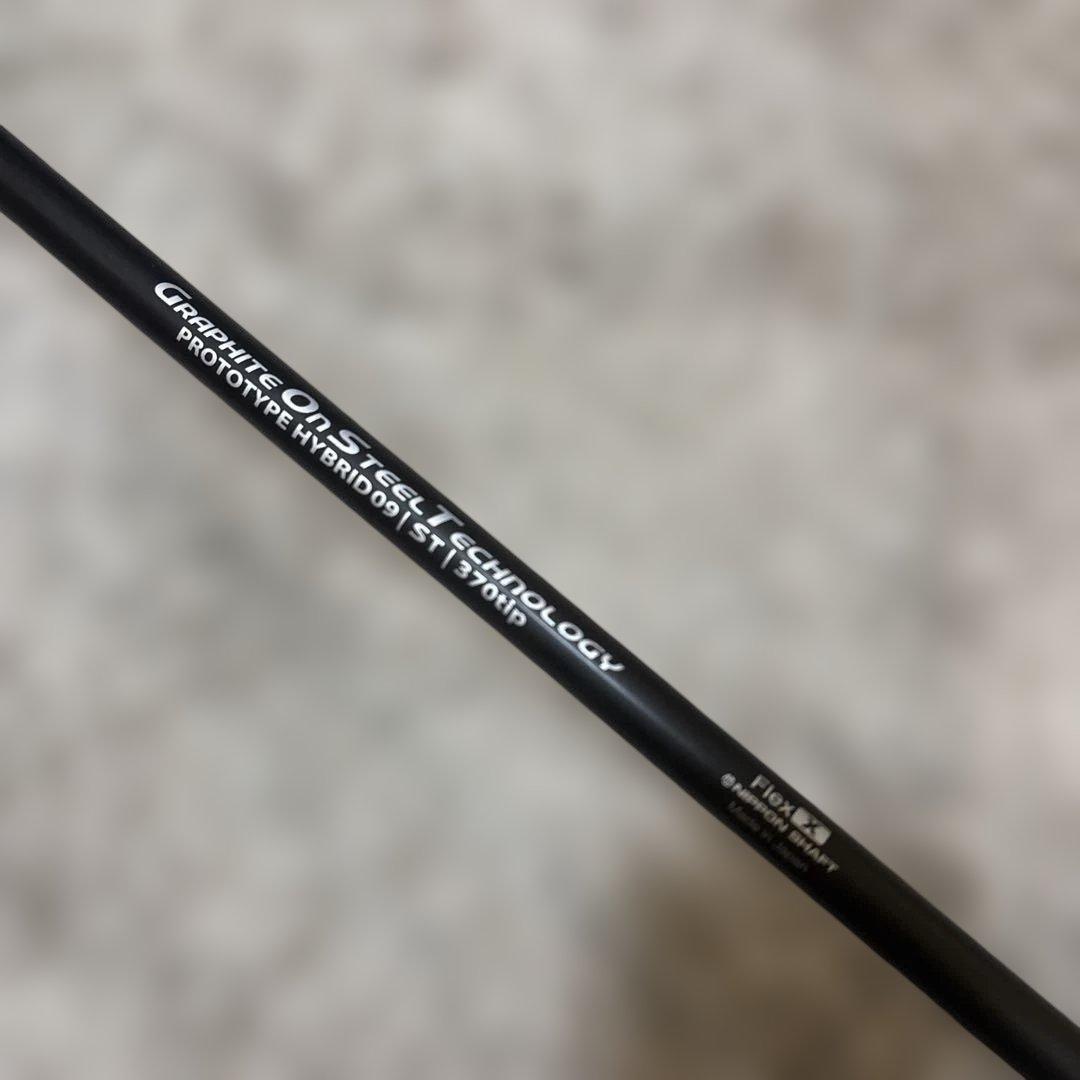 GRAPHITE On STEEL TECHNOLOGY
PROTOTYPE HYBRID09 | ST | 370tip
Flex X
NIPPON SHAFT
Made in Japan